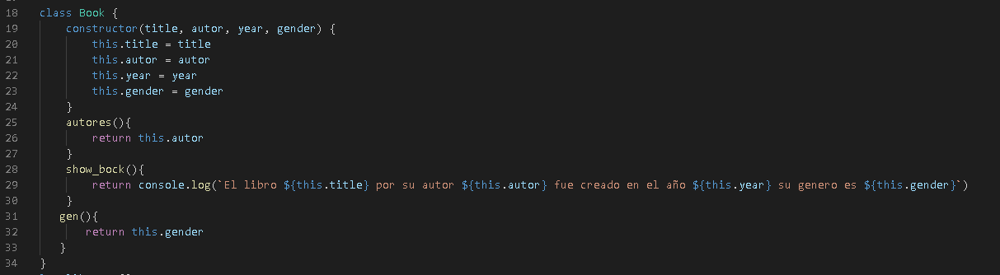 18 class Book {
19 constructor(title, autor, year, gender) {
20 this.title = title
21 this.autor = autor
22 this.year = year
23 this.gender = gender
24 }
25 autores(){
26 return this.autor
27 }
28 show_bock(){
29 return console.log(`El libro ${this.title} por su autor ${this.autor} fue creado en el año ${this.year} su genero es ${this.gender}`)
30 }
31 gen(){
32 return this.gender
33 }
34 }